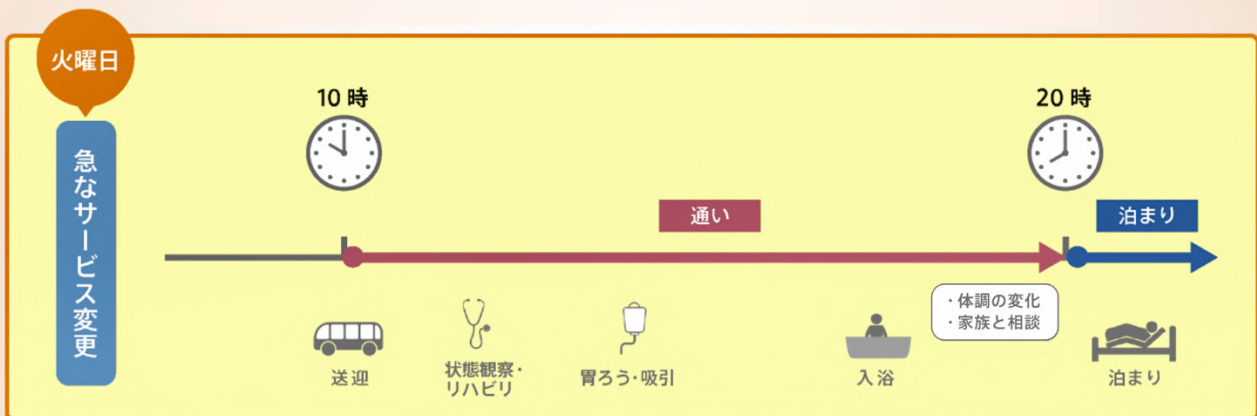 火曜日
急なサービス変更
10 時
20 時
通い
泊まり
・体調の変化
・家族と相談
送迎
状態観察・
リハビリ
胃ろう・吸引
入浴
泊まり